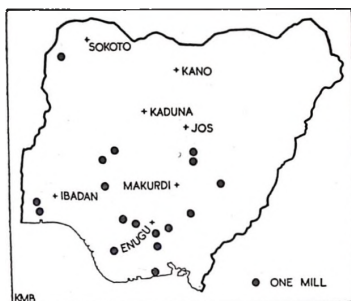 SOKOTO
KANO
KADUNA
JOS
MAKURDI
IBADAN
ENUGU
ONE MILL
KMB